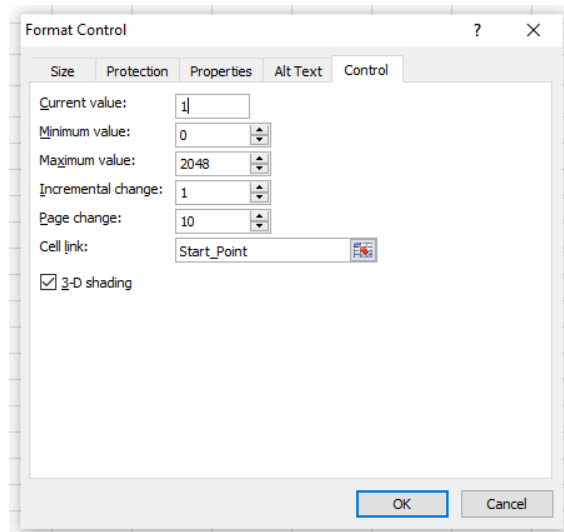 Format Control ? X
Size Protection Properties Alt Text Control
Current value: 1
Minimum value: 0
Maximum value: 2048
Incremental change: 1
Page change: 10
Cell link: Start_Point
3-D shading
OK Cancel